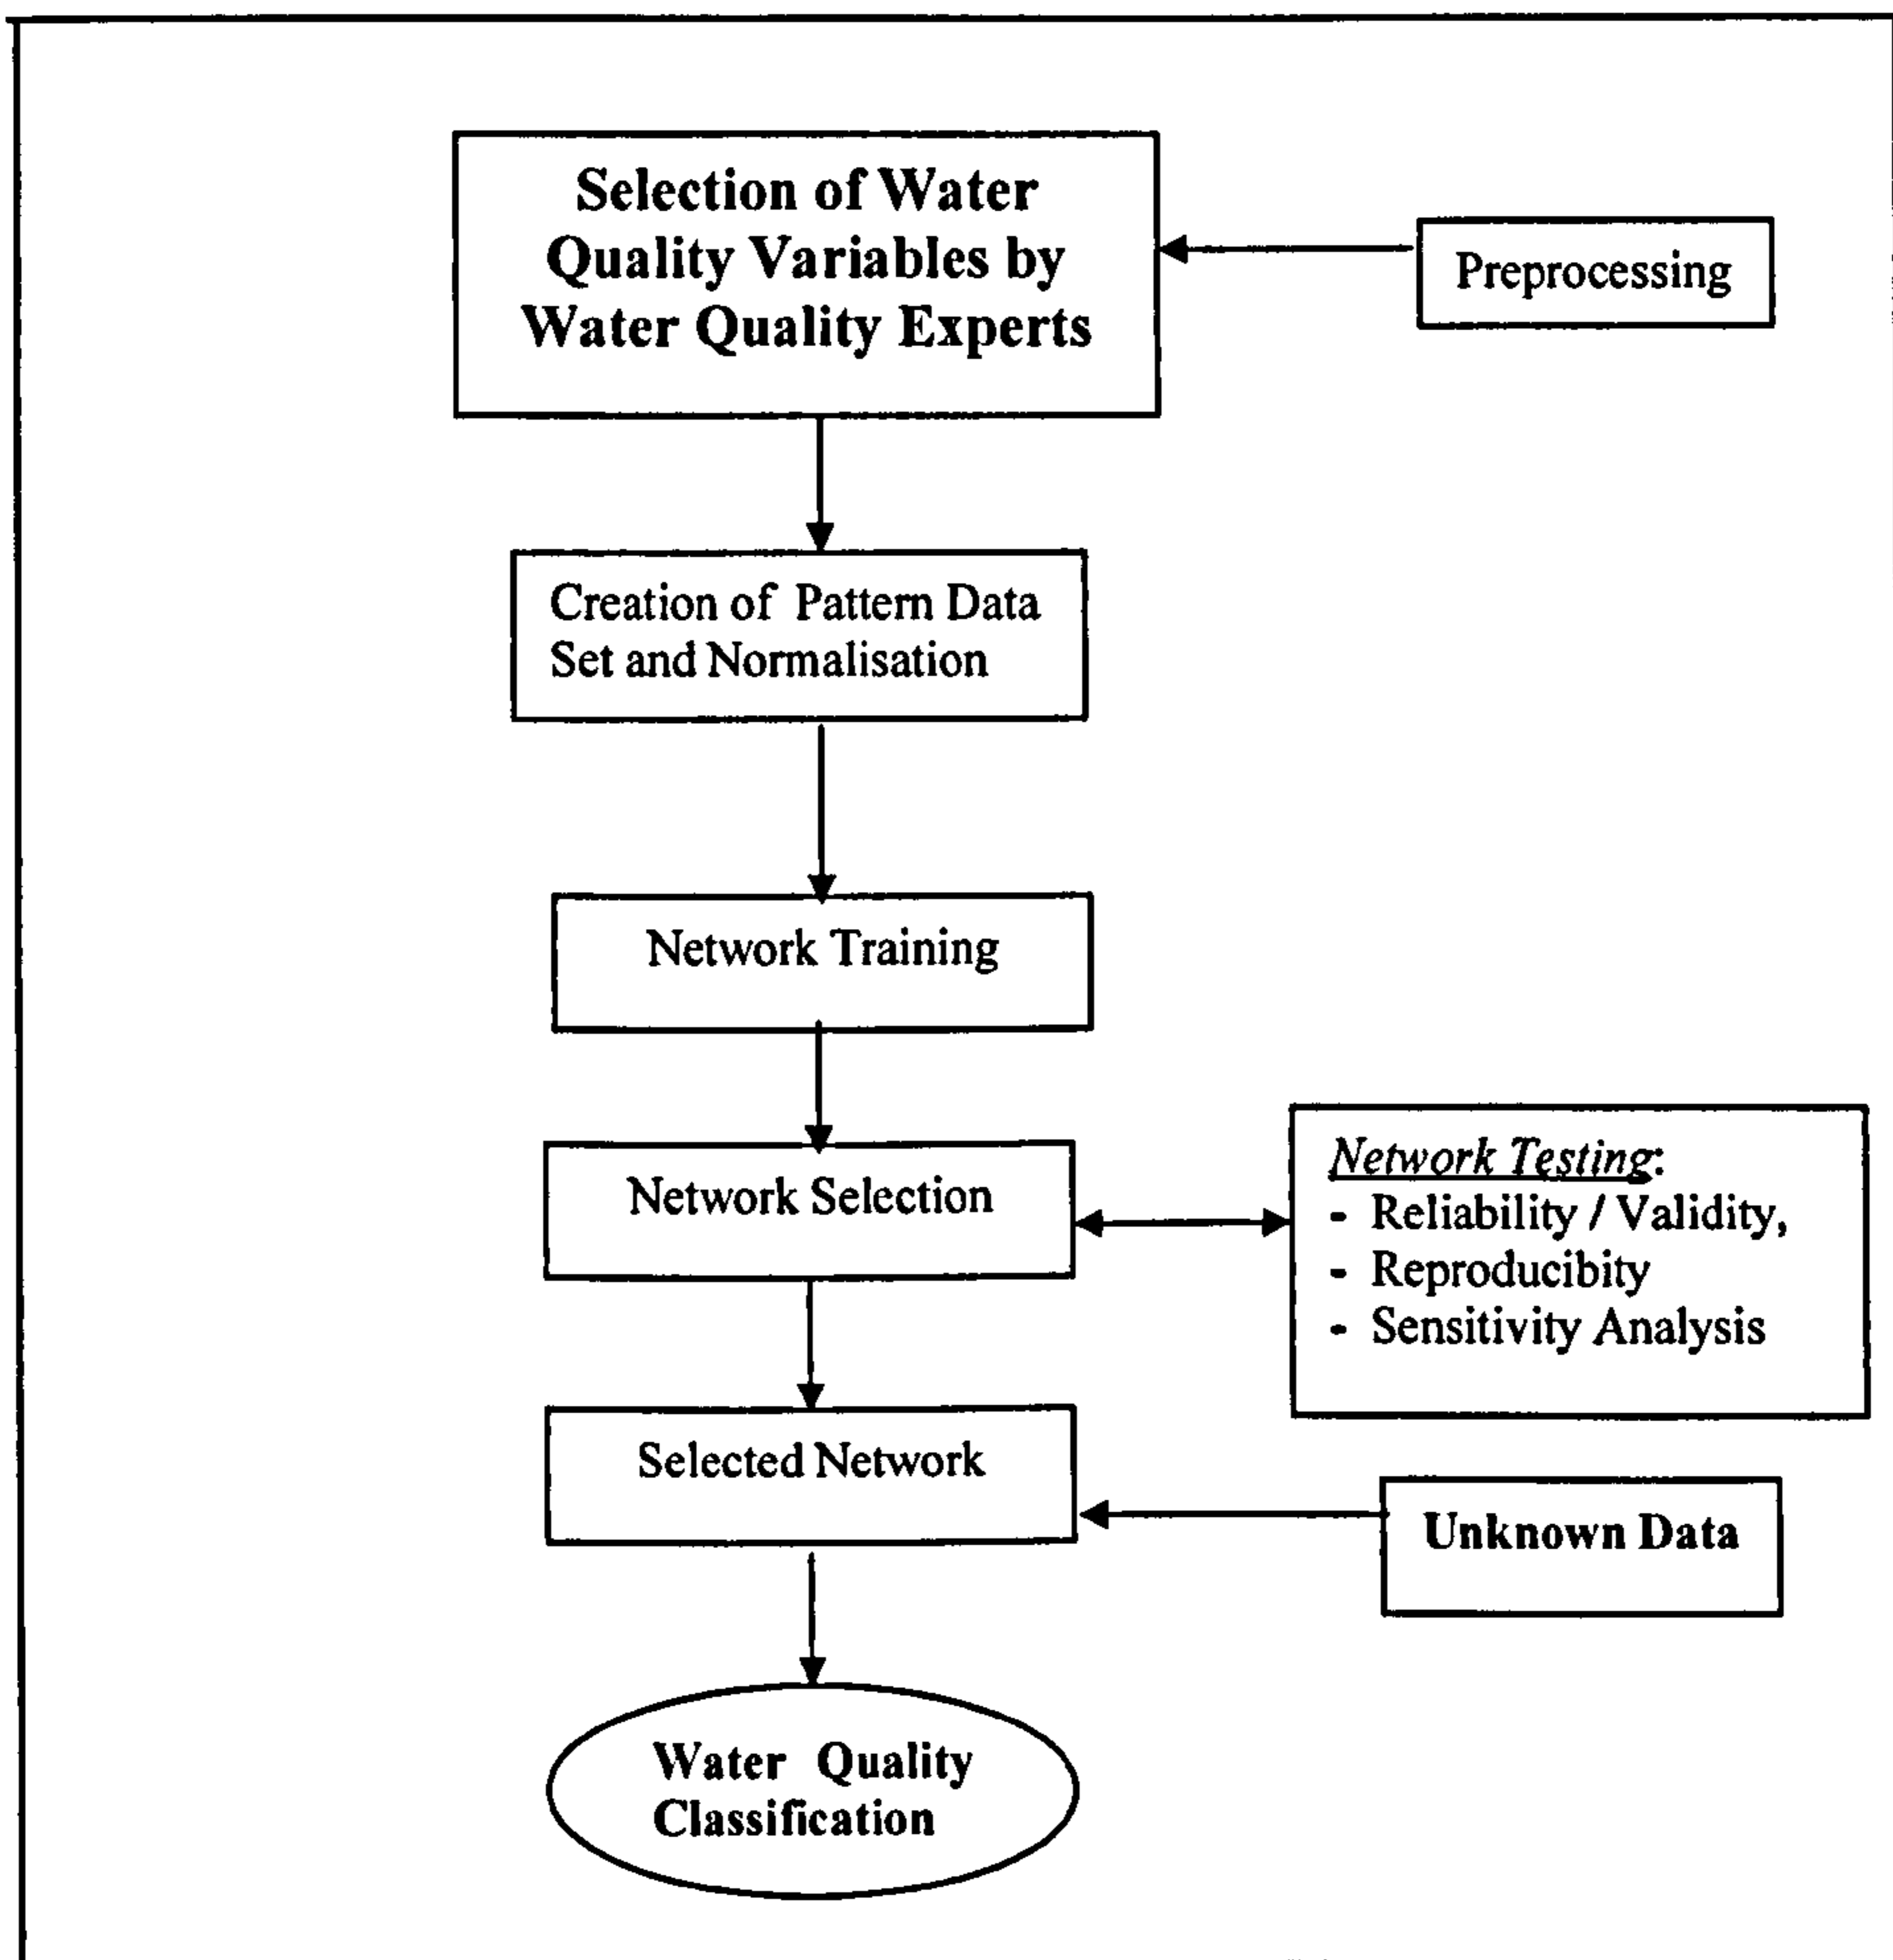 Selection of Water
Quality Variables by
Water Quality Experts
Preprocessing
Creation of Pattern Data
Set and Normalisation
Network Training
Network Selection
Network Testing:
- Reliability / Validity,
- Reproducibity
- Sensitivity Analysis
Selected Network
Unknown Data
Water Quality
Classification